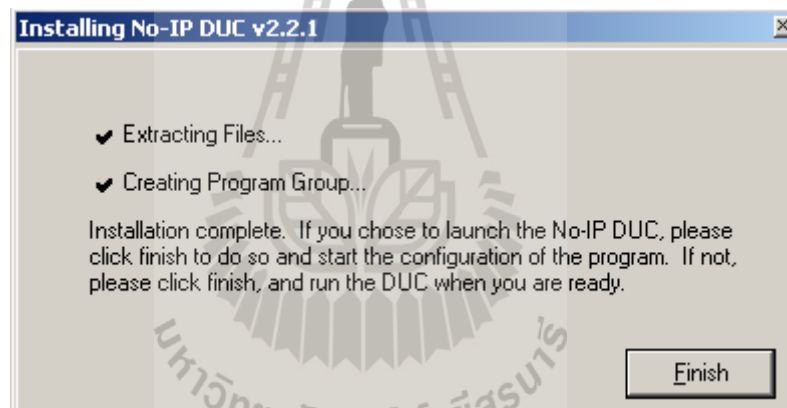 Installing No-IP DUC v2.2.1
Extracting Files...
Creating Program Group...
Installation complete. If you chose to launch the No-IP DUC, please
click finish to do so and start the configuration of the program. If not,
please click finish, and run the DUC when you are ready.
Finish